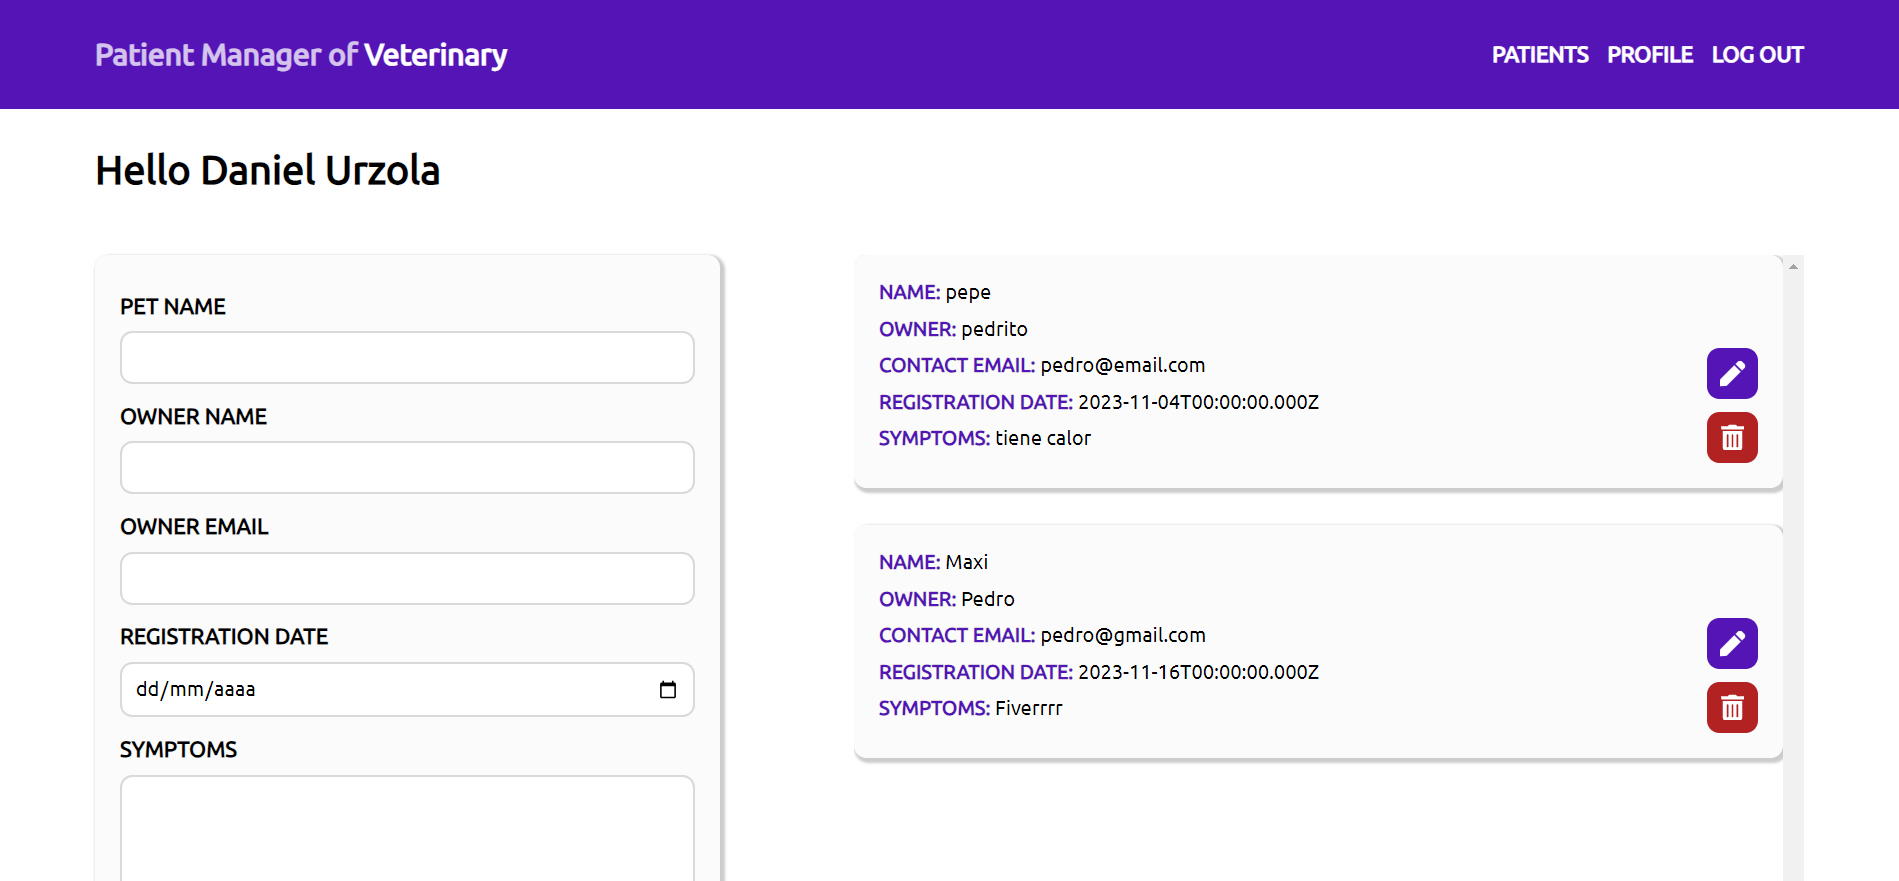 Patient Manager of Veterinary
PATIENTS PROFILE LOG OUT
Hello Daniel Urzola
PET NAME
OWNER NAME
OWNER EMAIL
REGISTRATION DATE
dd/mm/aaaa
SYMPTOMS
NAME: pepe
OWNER: pedrito
CONTACT EMAIL: pedro@email.com
REGISTRATION DATE: 2023-11-04T00:00:00.000Z
SYMPTOMS: tiene calor
NAME: Maxi
OWNER: Pedro
CONTACT EMAIL: pedro@gmail.com
REGISTRATION DATE: 2023-11-16T00:00:00.000Z
SYMPTOMS: Fiverrrr